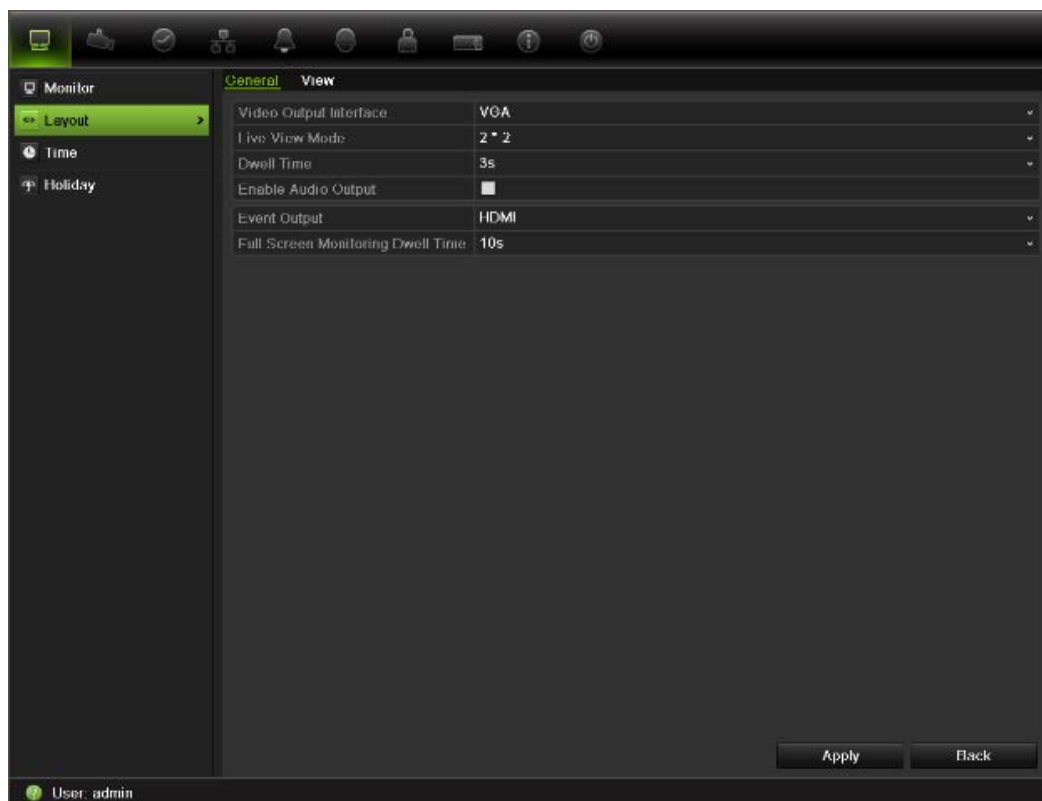 General View
Monitor
Layout
Time
Holiday
Video Output Interface VGA
Live View Mode 2 * 2
Dwell Time 3s
Enable Audio Output
Event Output HDMI
Full Screen Monitoring Dwell Time 10s
Apply Back
User: admin